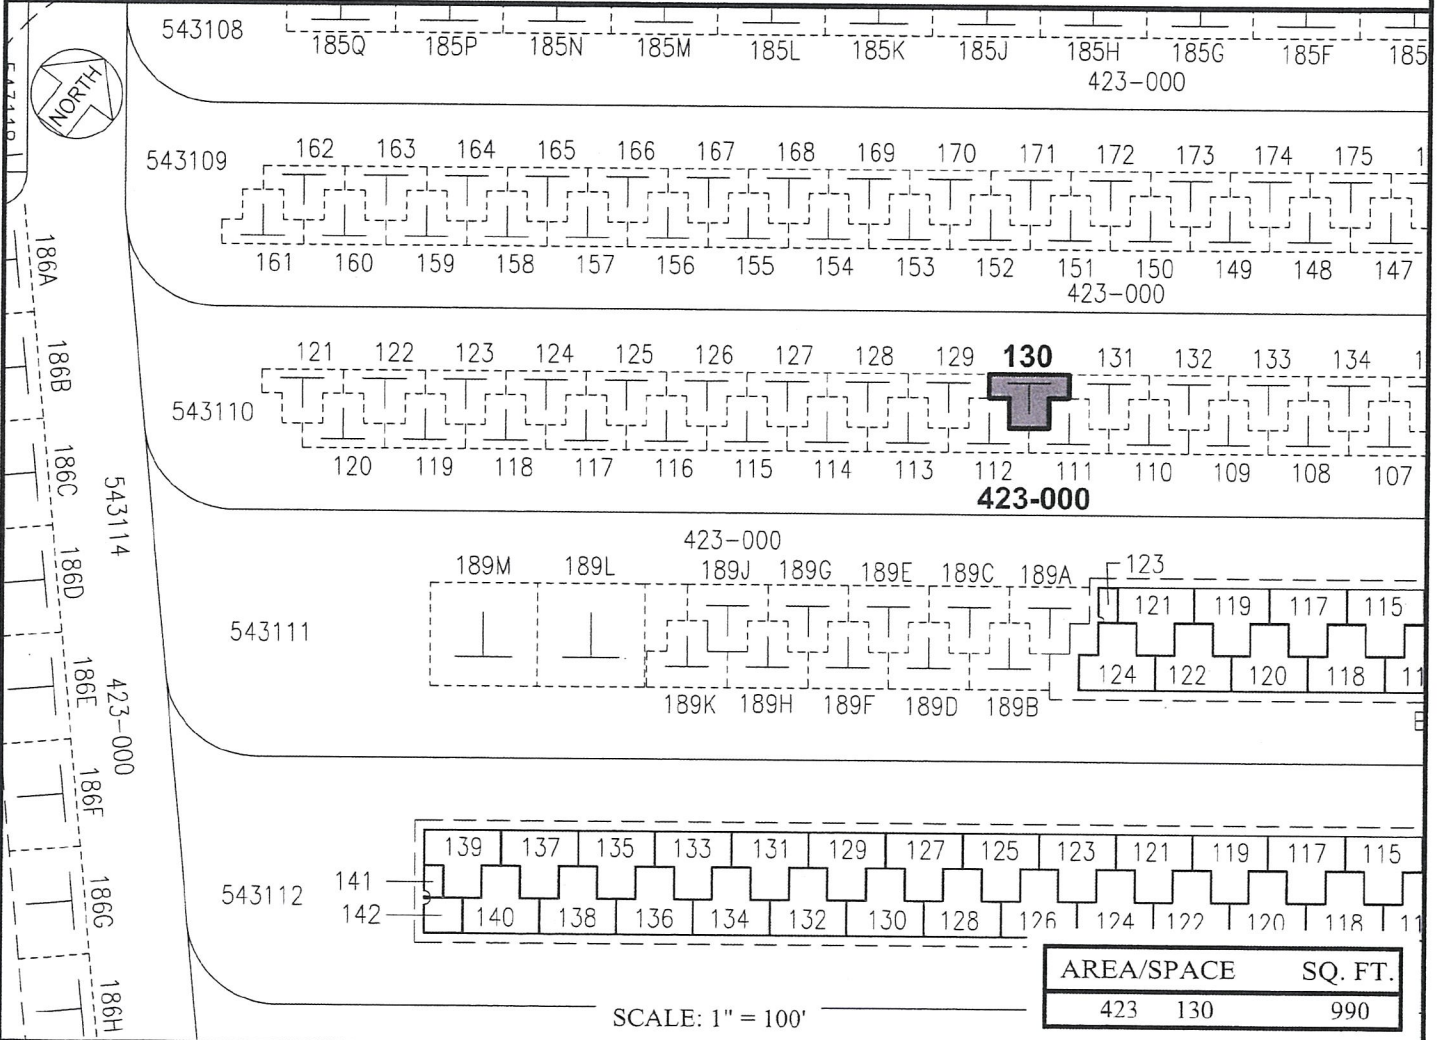 543108
185Q 185P 185N 185M 185L 185K 185J 185H 185G 185F 185
423-000
NORTH
543109
162 163 164 165 166 167 168 169 170 171 172 173 174 175 1
161 160 159 158 157 156 155 154 153 152 151 150 149 148 147
423-000
186A
186B
186C
186D
186E
186F
186G
186H
543114
423-000
121 122 123 124 125 126 127 128 129 130 131 132 133 134 1
543110
120 119 118 117 116 115 114 113 112 111 110 109 108 107
423-000
423-000
189M 189L 189J 189G 189E 189C 189A 123
121 119 117 115
543111
124 122 120 118 11
189K 189H 189F 189D 189B
139 137 135 133 131 129 127 125 123 121 119 117 115
543112
141
142
140 138 136 134 132 130 128 126 124 122 120 118 11
AREA/SPACE SQ. FT.
423 130 990
SCALE: 1" = 100'